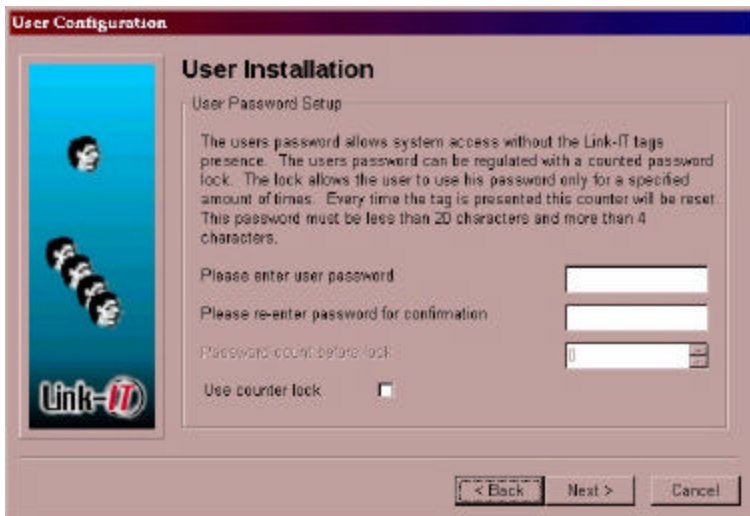 User Configuration
User Installation
User Password Setup
The users password allows system access without the Link-IT tags
presence. The users password can be regulated with a counted password
lock. The lock allows the user to use his password only for a specified
amount of times. Every time the tag is presented this counter will be reset.
This password must be less than 20 characters and more than 4
characters.
Please enter user password
Please re-enter password for confirmation
Password count before lock
0
Use counter lock
Link-IT
< Back
Next >
Cancel